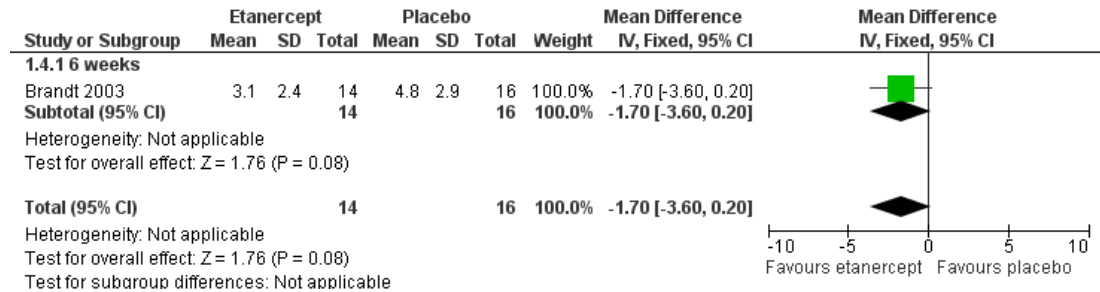 Etanercept Placebo Mean Difference Mean Difference
Study or Subgroup Mean SD Total Mean SD Total Weight IV, Fixed, 95% CI IV, Fixed, 95% CI
1.4.1 6 weeks
Brandt 2003 3.1 2.4 14 4.8 2.9 16 100.0% -1.70 [-3.60, 0.20]
Subtotal (95% CI) 14 16 100.0% -1.70 [-3.60, 0.20]
Heterogeneity: Not applicable
Test for overall effect: Z = 1.76 (P = 0.08)
Total (95% CI) 14 16 100.0% -1.70 [-3.60, 0.20]
Heterogeneity: Not applicable
Test for overall effect: Z = 1.76 (P = 0.08)
Test for subgroup differences: Not applicable
-10 -5 0 5 10
Favours etanercept Favours placebo